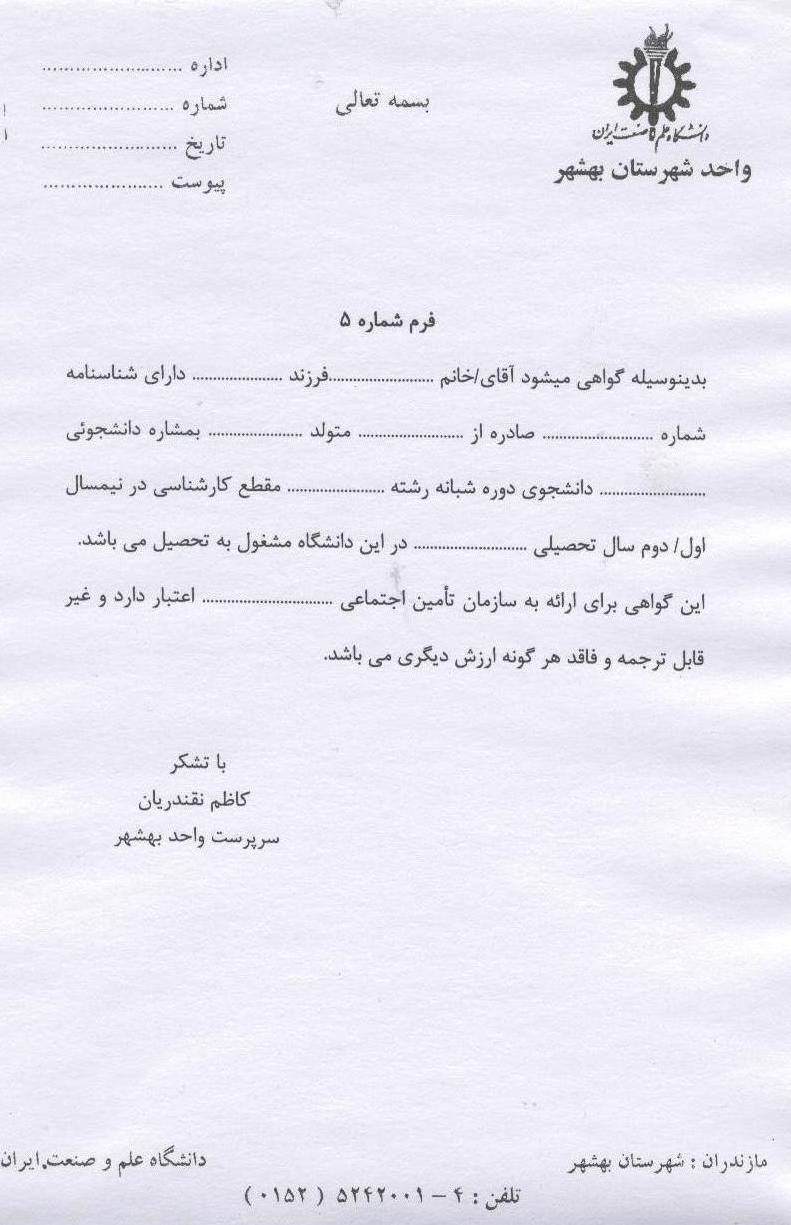 دانشگاه علم و صنعت ایران
واحد شهرستان بهشهر
بسمه تعالی
اداره ..........................
شماره ........................
تاریخ .........................
پیوست ......................
فرم شماره ۵
بدینوسیله گواهی میشود آقای/خانم ..........................فرزند ...................... دارای شناسنامه
شماره ........................... صادره از .......................... متولد ....................... بمشاره دانشجوئی
.......................... دانشجوی دوره شبانه رشته ........................ مقطع کارشناسی در نیمسال
اول/ دوم سال تحصیلی ............................ در این دانشگاه مشغول به تحصیل می باشد.
این گواهی برای ارائه به سازمان تأمین اجتماعی ................................ اعتبار دارد و غیر
قابل ترجمه و فاقد هر گونه ارزش دیگری می باشد.
با تشکر
کاظم نقندریان
سرپرست واحد بهشهر
مازندران : شهرستان بهشهر
دانشگاه علم و صنعت ایران
تلفن : ۴ – ۵۲۴۲۰۰۱ ( ۰۱۵۲ )